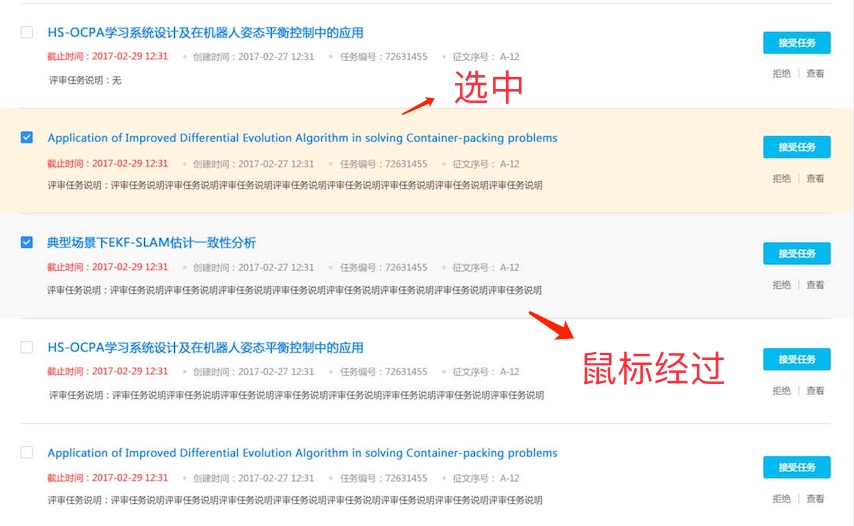 HS-OCPA学习系统设计及在机器人姿态平衡控制中的应用
接受任务
截止时间：2017-02-29 12:31 创建时间：2017-02-27 12:31 任务编号：72631455 征文序号： A-12
拒绝 查看
评审任务说明：无
选中
Application of Improved Differential Evolution Algorithm in solving Container-packing problems
接受任务
截止时间：2017-02-29 12:31 创建时间：2017-02-27 12:31 任务编号：72631455 征文序号： A-12
拒绝 查看
评审任务说明：评审任务说明评审任务说明评审任务说明评审任务说明评审任务说明评审任务说明评审任务说明评审任务说明
典型场景下EKF-SLAM估计一致性分析
接受任务
截止时间：2017-02-29 12:31 创建时间：2017-02-27 12:31 任务编号：72631455 征文序号： A-12
拒绝 查看
评审任务说明：评审任务说明评审任务说明评审任务说明评审任务说明评审任务说明评审任务说明评审任务说明评审任务说明
HS-OCPA学习系统设计及在机器人姿态平衡控制中的应用
接受任务
鼠标经过
截止时间：2017-02-29 12:31 创建时间：2017-02-27 12:31 任务编号：72631455 征文序号： A-12
拒绝 查看
评审任务说明：评审任务说明评审任务说明评审任务说明评审任务说明评审任务说明评审任务说明评审任务说明评审任务说明
Application of Improved Differential Evolution Algorithm in solving Container-packing problems
接受任务
截止时间：2017-02-29 12:31 创建时间：2017-02-27 12:31 任务编号：72631455 征文序号： A-12
拒绝 查看
评审任务说明：评审任务说明评审任务说明评审任务说明评审任务说明评审任务说明评审任务说明评审任务说明评审任务说明